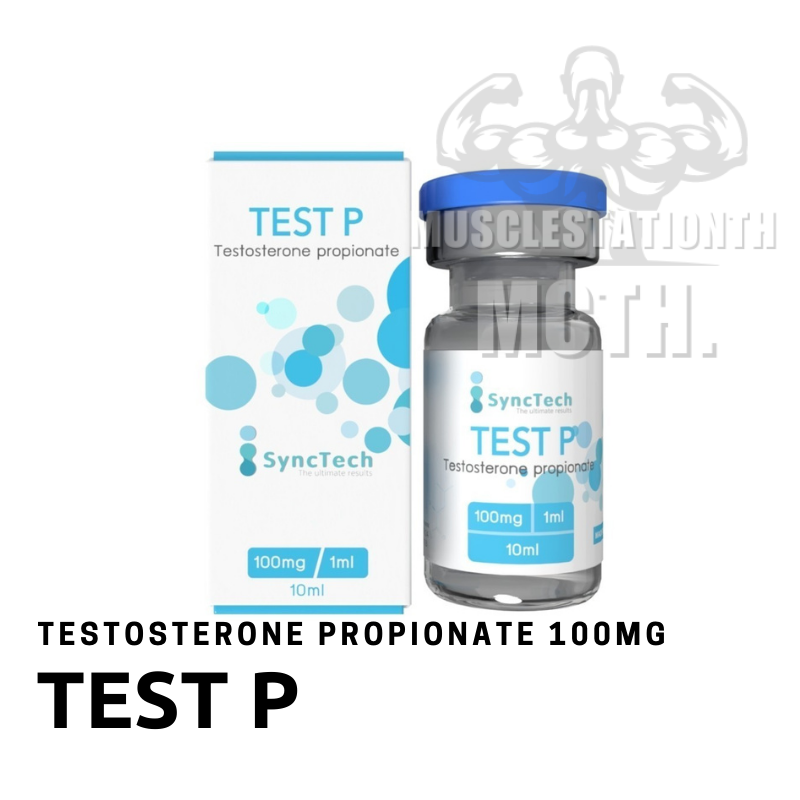 TEST P
Testosterone propionate
SyncTech
The ultimate results
100mg / 1ml
10ml
MUSCLESTATIONTH
MCTH.
SyncTech
The ultimate results
TEST P
Testosterone propionate
100mg 1ml
10ml
TESTOSTERONE PROPIONATE 100MG
TEST P